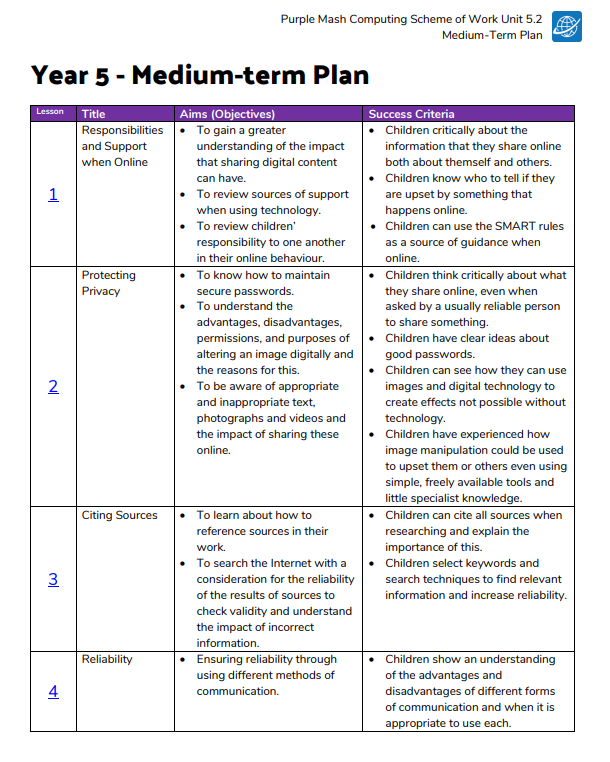 Purple Mash Computing Scheme of Work Unit 5.2
Medium-Term Plan
Year 5 - Medium-term Plan
Lesson Title Aims (Objectives) Success Criteria
1
Responsibilities
and Support
when Online
• To gain a greater
understanding of the impact
that sharing digital content
can have.
• To review sources of support
when using technology.
• To review children'
responsibility to one another
in their online behaviour.
• Children critically about the
information that they share online
both about themself and others.
• Children know who to tell if they
are upset by something that
happens online.
• Children can use the SMART rules
as a source of guidance when
online.
2
Protecting
Privacy
• To know how to maintain
secure passwords.
• To understand the
advantages, disadvantages,
permissions, and purposes of
altering an image digitally and
the reasons for this.
• To be aware of appropriate
and inappropriate text,
photographs and videos and
the impact of sharing these
online.
• Children think critically about what
they share online, even when
asked by a usually reliable person
to share something.
• Children have clear ideas about
good passwords.
• Children can see how they can use
images and digital technology to
create effects not possible without
technology.
• Children have experienced how
image manipulation could be used
to upset them or others even using
simple, freely available tools and
little specialist knowledge.
3
Citing Sources
• To learn about how to
reference sources in their
work.
• To search the Internet with a
consideration for the reliability
of the results of sources to
check validity and understand
the impact of incorrect
information.
• Children can cite all sources when
researching and explain the
importance of this.
• Children select keywords and
search techniques to find relevant
information and increase reliability.
4
Reliability
• Ensuring reliability through
using different methods of
communication.
• Children show an understanding
of the advantages and
disadvantages of different forms
of communication and when it is
appropriate to use each.